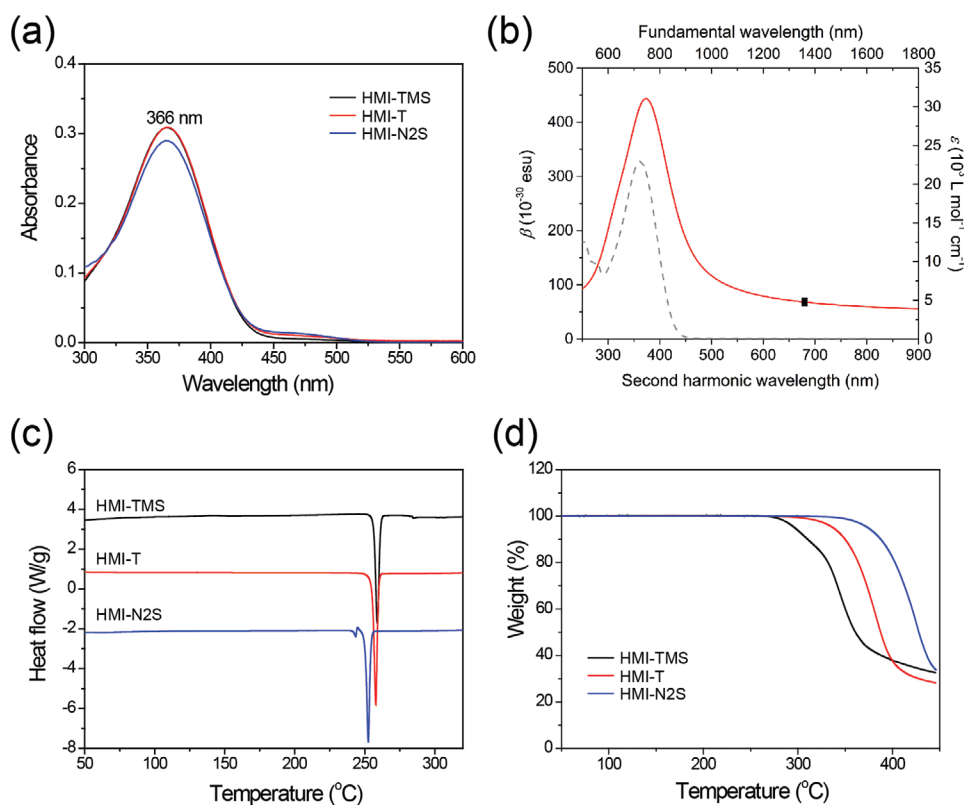 (a)
0.4
0.3
0.2
0.1
0.0
Absorbance
366 nm
HMI-TMS
HMI-T
HMI-N2S
300 350 400 450 500 550 600
Wavelength (nm)
(b)
Fundamental wavelength (nm)
600 800 1000 1200 1400 1600 1800
500
450
400
350
300
250
200
150
100
50
0
β (10⁻³⁰ esu)
35
30
25
20
15
10
5
0
ε (10³ L mol⁻¹ cm⁻¹)
300 400 500 600 700 800 900
Second harmonic wavelength (nm)
(c)
6
4
2
0
-2
-4
-6
-8
Heat flow (W/g)
HMI-TMS
HMI-T
HMI-N2S
50 100 150 200 250 300
Temperature (°C)
(d)
120
100
80
60
40
20
0
Weight (%)
HMI-TMS
HMI-T
HMI-N2S
100 200 300 400
Temperature (°C)